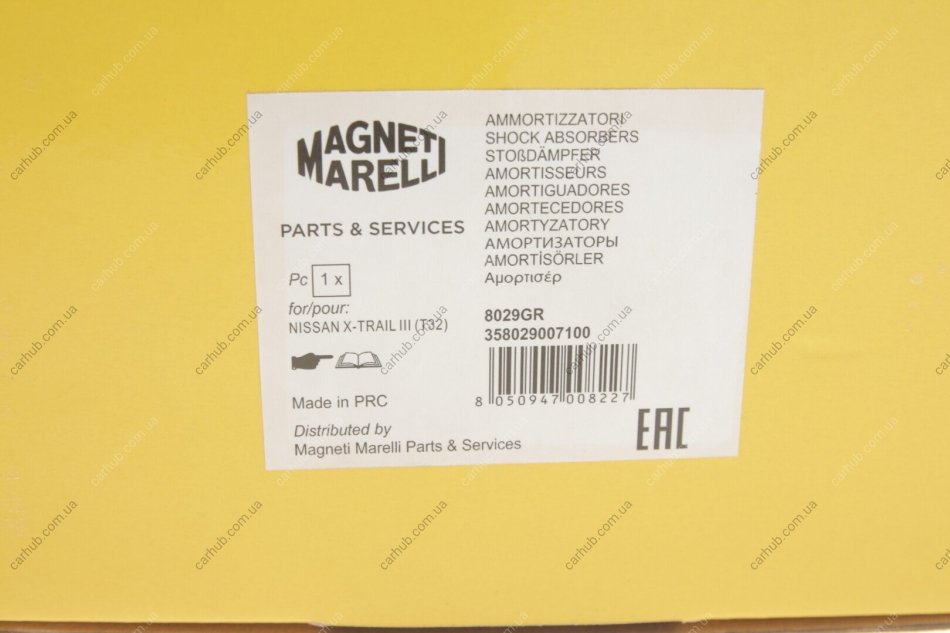 MAGNETI
MARELLI
PARTS & SERVICES
Pc 1 x
for/pour:
NISSAN X-TRAIL III (T32)
Made in PRC
Distributed by
Magneti Marelli Parts & Services
AMMORTIZZATORI
SHOCK ABSORBERS
STOßDÄMPFER
AMORTISSEURS
AMORTIGUADORES
AMORTECEDORES
AMORTYZATORY
АМОРТИЗАТОРЫ
AMORTİSÖRLER
Αμορτισέρ
8029GR
358029007100
8 050947 008227
EAC
carhub.com.ua